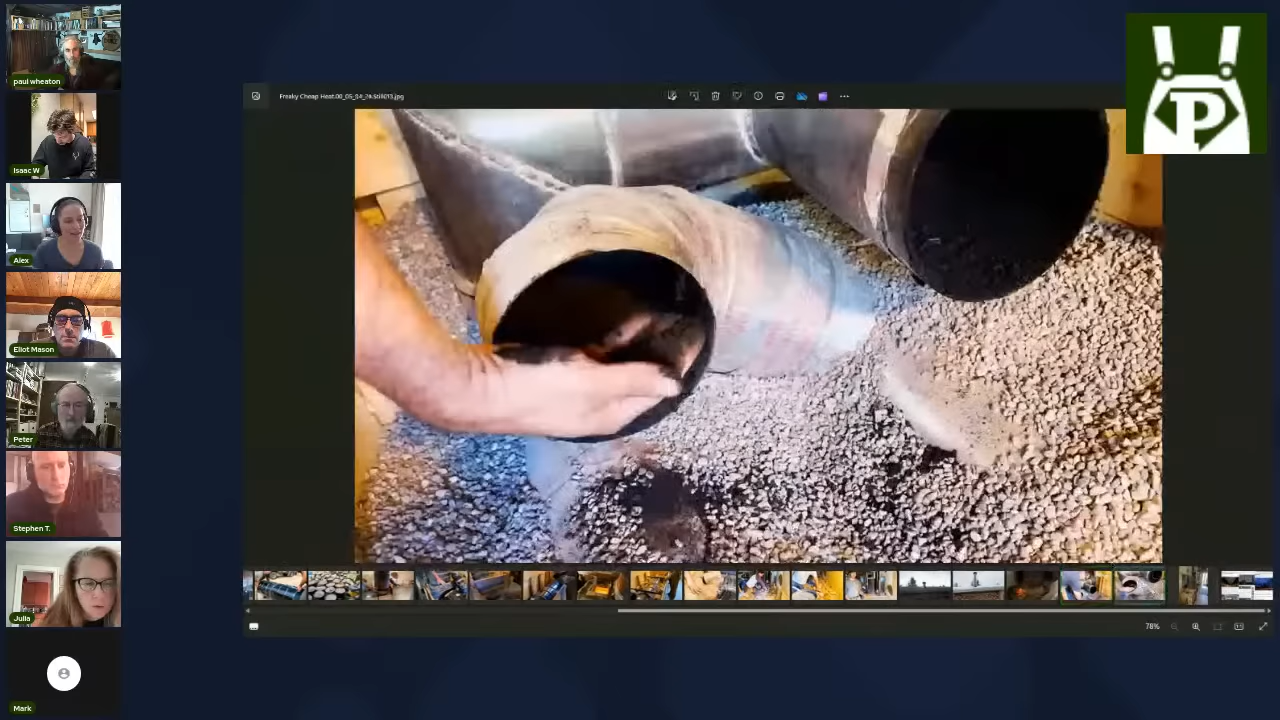 paul wheaton
Isaac W
Alex
Eliot Mason
Peter
Stephen T.
Julia
Mark
P
78%